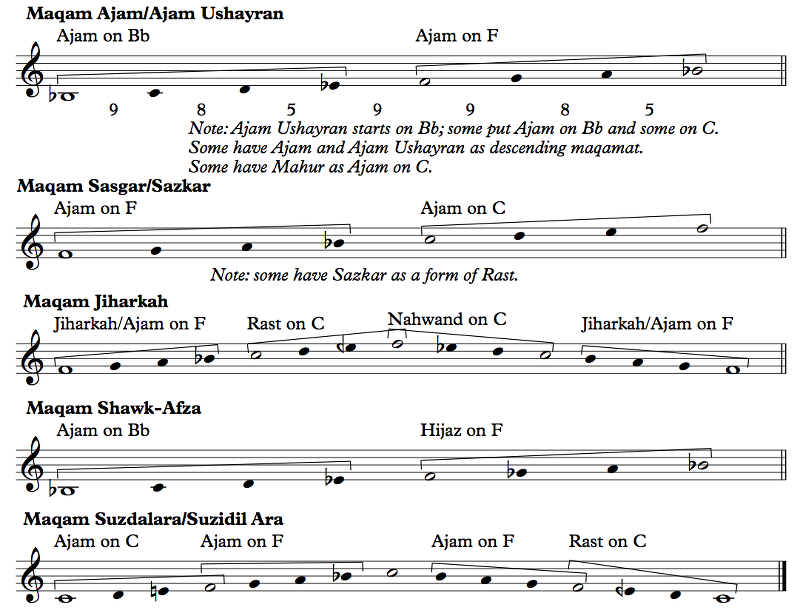 Maqam Ajam/Ajam Ushayran
Ajam on Bb Ajam on F
9 8 5 9 9 8 5
Note: Ajam Ushayran starts on Bb; some put Ajam on Bb and some on C.
Some have Ajam and Ajam Ushayran as descending maqamat.
Some have Mahur as Ajam on C.
Maqam Sasgar/Sazkar
Ajam on F Ajam on C
Note: some have Sazkar as a form of Rast.
Maqam Jiharkah
Jiharkah/Ajam on F Rast on C Nahwand on C Jiharkah/Ajam on F
Maqam Shawk-Afza
Ajam on Bb Hijaz on F
Maqam Suzdalara/Suzidil Ara
Ajam on C Ajam on F Ajam on F Rast on C